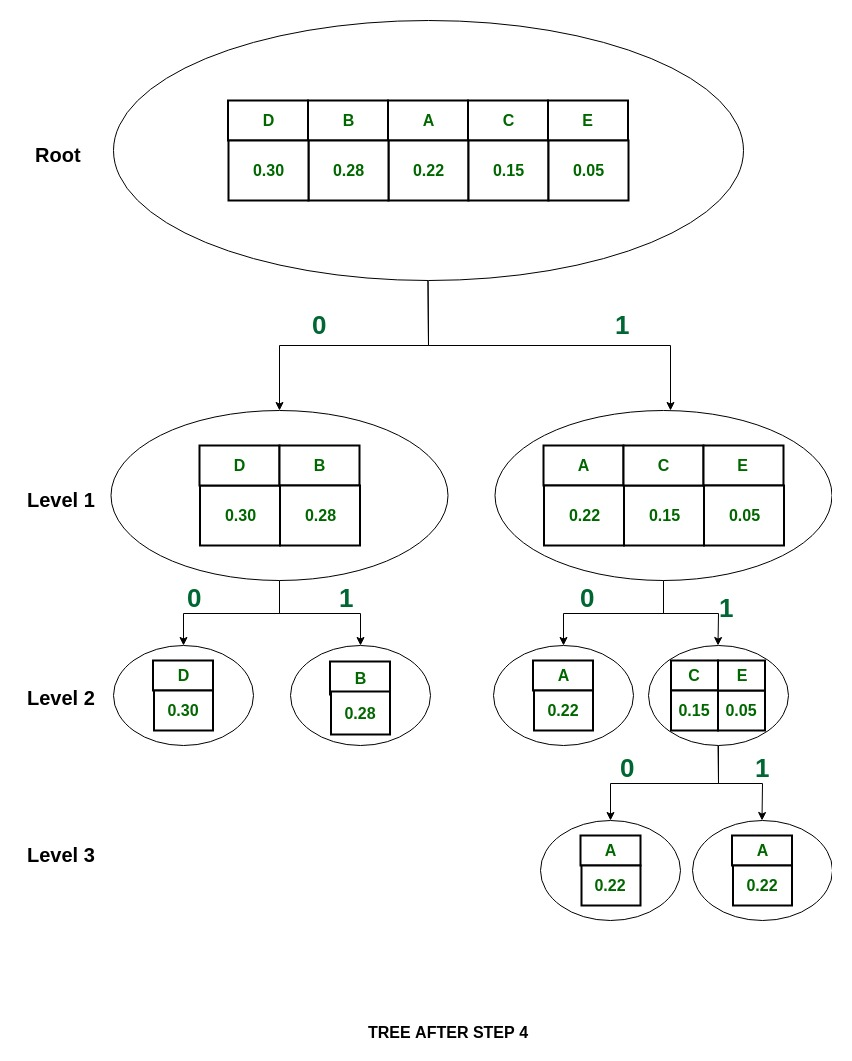 D B A C E
Root
0.30 0.28 0.22 0.15 0.05
0 1
D B A C E
Level 1
0.30 0.28 0.22 0.15 0.05
0 1 0 1
D B A C E
Level 2
0.30 0.28 0.22 0.15 0.05
0 1
A A
Level 3
0.22 0.22
TREE AFTER STEP 4